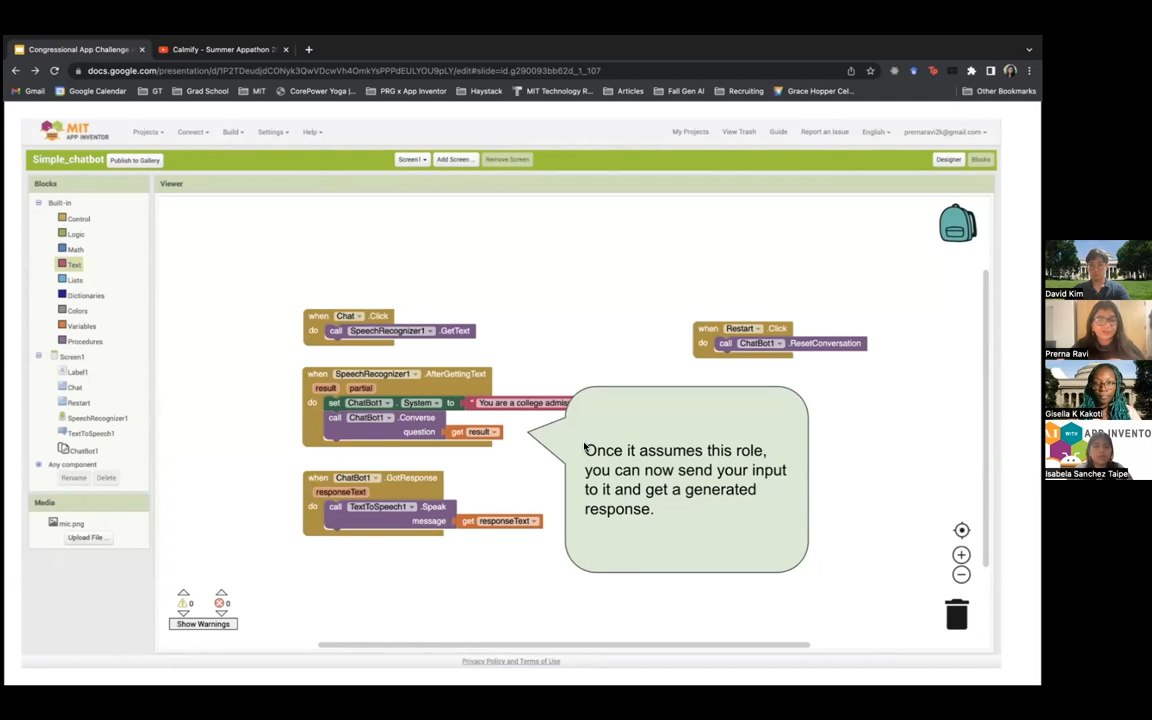 Congressional App Challenge
Calmify - Summer Appathon 2
docs.google.com/presentation/d/1P2TDeudjdCONyk3QwVDcwVh4OmkYsPPPdEULYOU9pLY/edit#slide=id.g290093bb62d_1_107
Gmail
Google Calendar
GT
Grad School
MIT
CorePower Yoga |...
PRG x App Inventor
Haystack
MIT Technology R...
Articles
Fall Gen AI
Recruiting
Grace Hopper Cel...
Other Bookmarks
MIT
APP INVENTOR
Projects
Connect
Build
Settings
Help
My Projects
View Trash
Guide
Report an Issue
English
prernaravi2k@gmail.com
Simple_chatbot
Publish to Gallery
Screen1
Add Screen ...
Remove Screen
Designer
Blocks
Blocks
Viewer
Built-in
Control
Logic
Math
Text
Lists
Dictionaries
Colors
Variables
Procedures
Screen1
Label1
Chat
Restart
SpeechRecognizer1
TextToSpeech1
ChatBot1
Any component
Rename
Delete
Media
mic.png
Upload File ...
when Chat .Click
do call SpeechRecognizer1 .GetText
when SpeechRecognizer1 .AfterGettingText
result partial
do set ChatBot1 . System to " You are a college admiss
call ChatBot1 .Converse
question get result
when ChatBot1 .GotResponse
responseText
do call TextToSpeech1 .Speak
message get responseText
when Restart .Click
do call ChatBot1 .ResetConversation
Once it assumes this role,
you can now send your input
to it and get a generated
response.
0
0
Show Warnings
Privacy Policy and Terms of Use
David Kim
Prerna Ravi
Gisella K Kakoti
WITH APP INVENTO
Isabela Sanchez Taipe